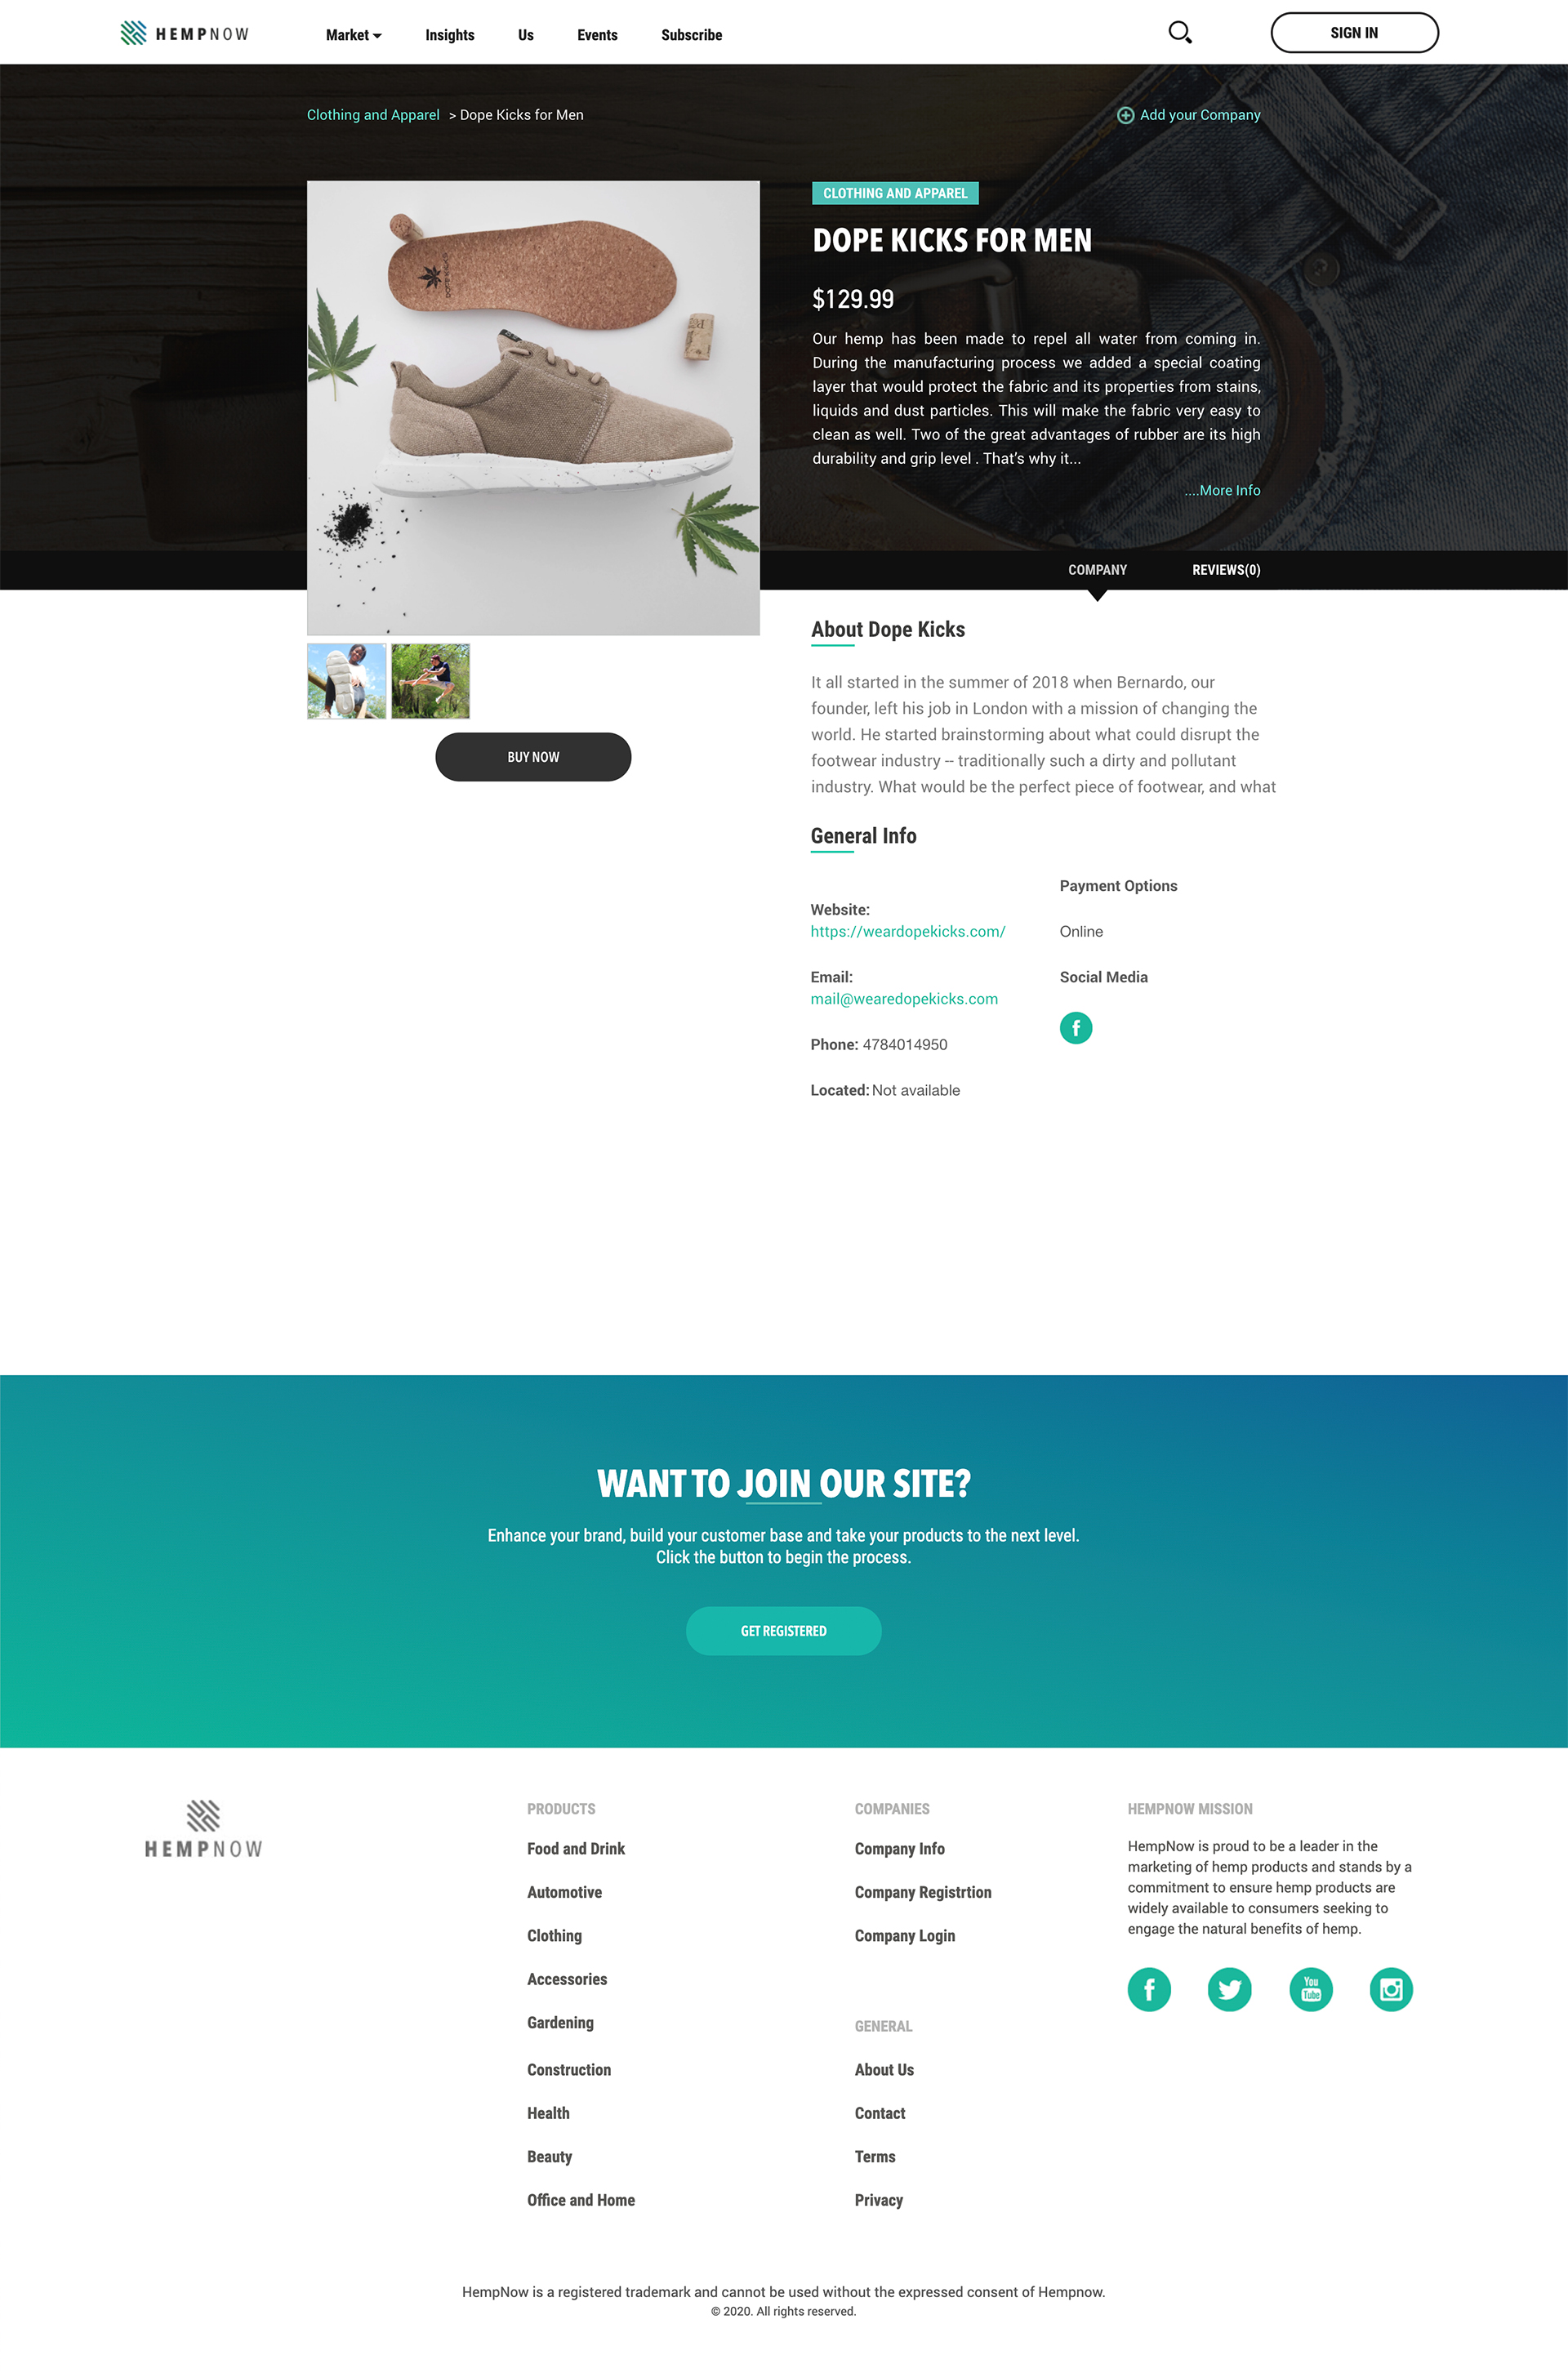 HEMPNOW
Market
Insights
Us
Events
Subscribe
SIGN IN
Clothing and Apparel > Dope Kicks for Men
Add your Company
CLOTHING AND APPAREL
DOPE KICKS FOR MEN
$129.99
Our hemp has been made to repel all water from coming in.
During the manufacturing process we added a special coating
layer that would protect the fabric and its properties from stains,
liquids and dust particles. This will make the fabric very easy to
clean as well. Two of the great advantages of rubber are its high
durability and grip level . That's why it...
....More Info
COMPANY
REVIEWS(0)
About Dope Kicks
It all started in the summer of 2018 when Bernardo, our
founder, left his job in London with a mission of changing the
world. He started brainstorming about what could disrupt the
footwear industry -- traditionally such a dirty and pollutant
industry. What would be the perfect piece of footwear, and what
BUY NOW
General Info
Website:
https://weardopekicks.com/
Email:
mail@wearedopekicks.com
Phone: 4784014950
Located: Not available
Payment Options
Online
Social Media
f
WANT TO JOIN OUR SITE?
Enhance your brand, build your customer base and take your products to the next level.
Click the button to begin the process.
GET REGISTERED
HEMPNOW
PRODUCTS
Food and Drink
Automotive
Clothing
Accessories
Gardening
Construction
Health
Beauty
Office and Home
COMPANIES
Company Info
Company Registrtion
Company Login
GENERAL
About Us
Contact
Terms
Privacy
HEMPNOW MISSION
HempNow is proud to be a leader in the
marketing of hemp products and stands by a
commitment to ensure hemp products are
widely available to consumers seeking to
engage the natural benefits of hemp.
f
You
Tube
HempNow is a registered trademark and cannot be used without the expressed consent of Hempnow.
© 2020. All rights reserved.